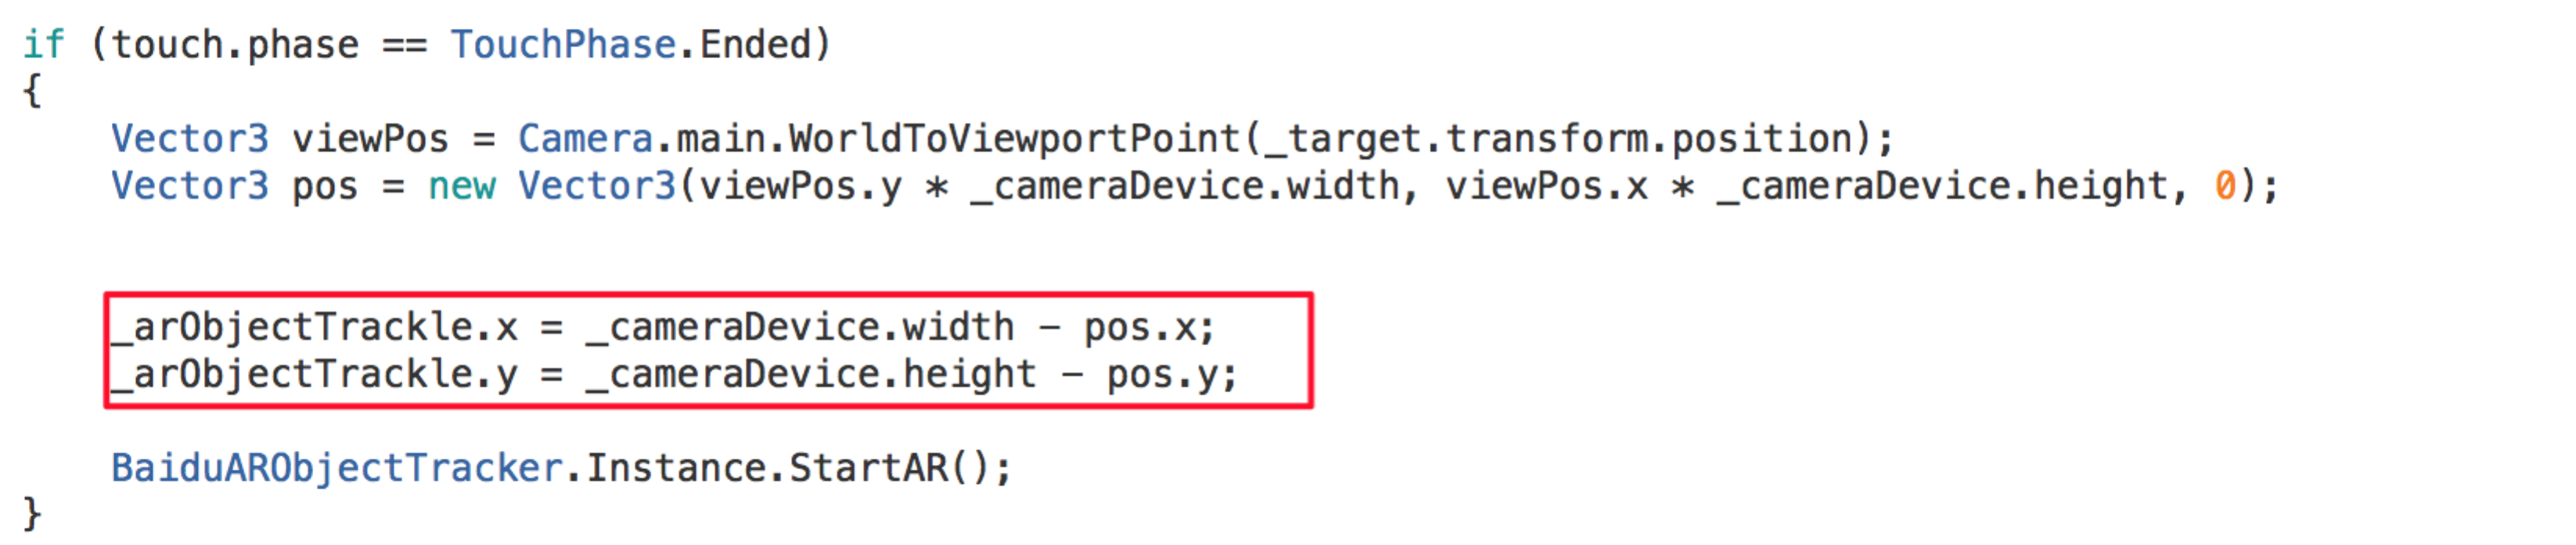 if (touch.phase == TouchPhase.Ended)
{
    Vector3 viewPos = Camera.main.WorldToViewportPoint(_target.transform.position);
    Vector3 pos = new Vector3(viewPos.y * _cameraDevice.width, viewPos.x * _cameraDevice.height, 0);
    _arObjectTrackle.x = _cameraDevice.width - pos.x;
    _arObjectTrackle.y = _cameraDevice.height - pos.y;
    BaiduARObjectTracker.Instance.StartAR();
}